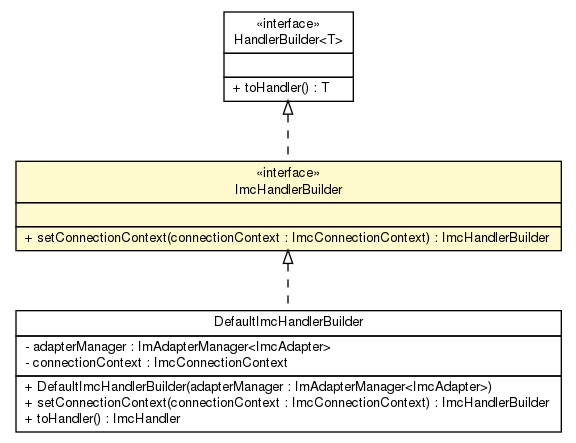 «interface»
HandlerBuilder<T>
+ toHandler() : T
«interface»
ImcHandlerBuilder
+ setConnectionContext(connectionContext : ImcConnectionContext) : ImcHandlerBuilder
DefaultImcHandlerBuilder
- adapterManager : ImAdapterManager<ImcAdapter>
- connectionContext : ImcConnectionContext
+ DefaultImcHandlerBuilder(adapterManager : ImAdapterManager<ImcAdapter>)
+ setConnectionContext(connectionContext : ImcConnectionContext) : ImcHandlerBuilder
+ toHandler() : ImcHandler